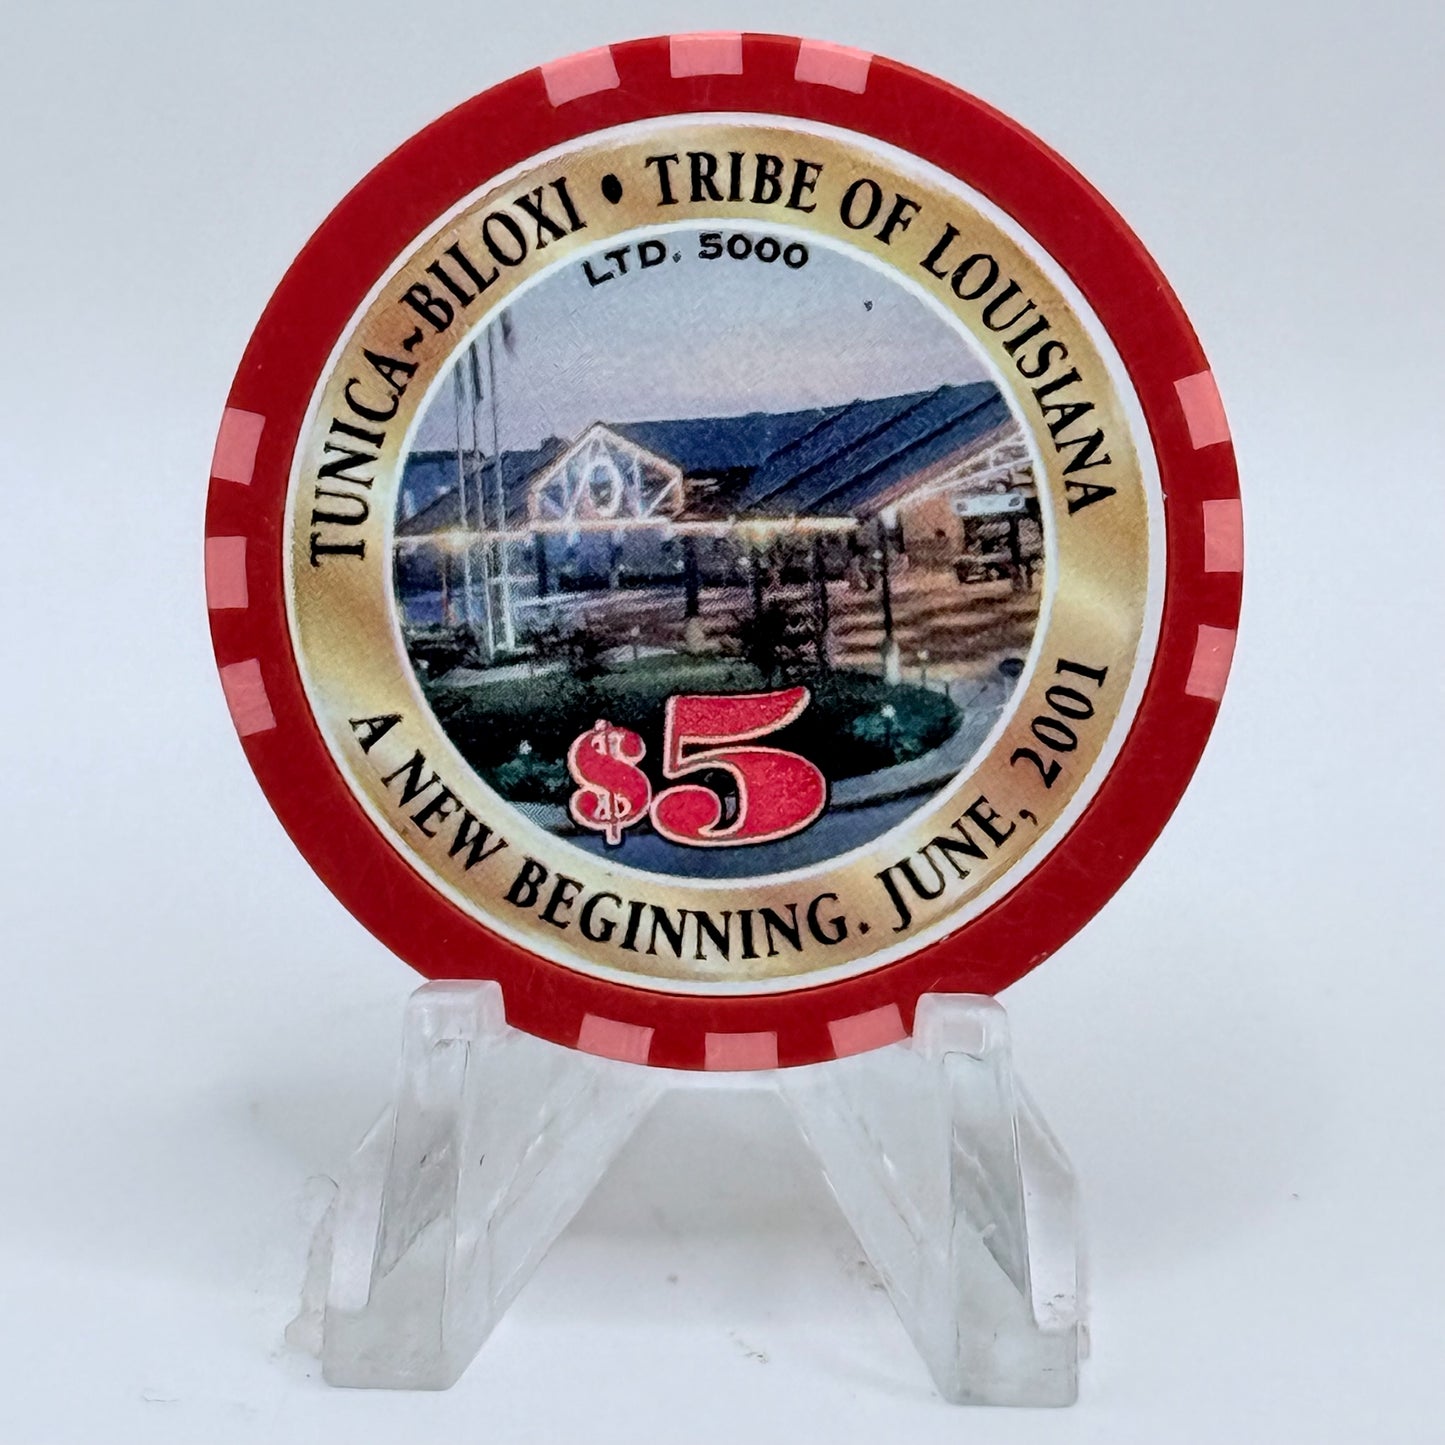 TUNICA~BILOXI • TRIBE OF LOUISIANA
LTD. 5000
$5
A NEW BEGINNING. JUNE, 2001